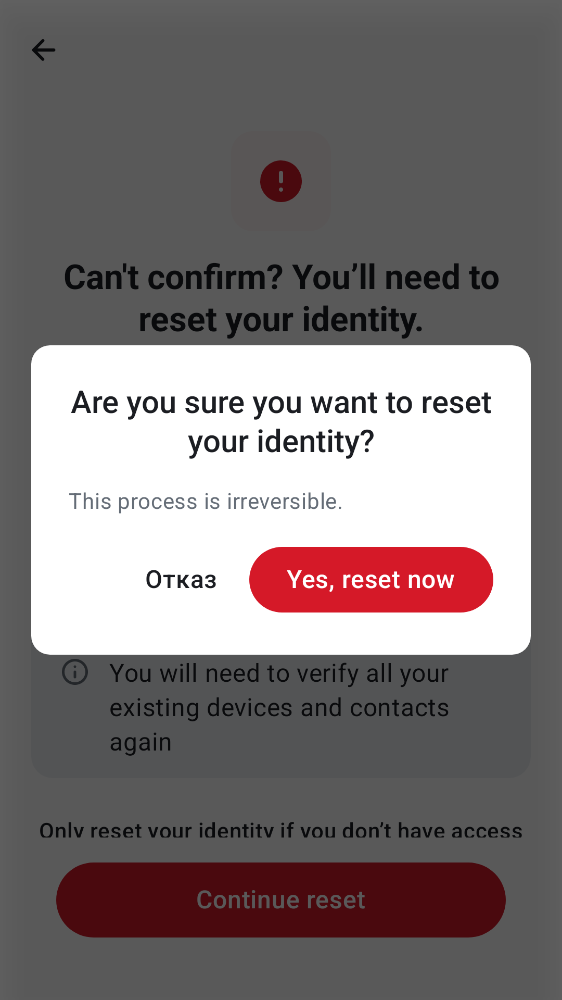 Can't confirm? You’ll need to
reset your identity.
Are you sure you want to reset
your identity?
This process is irreversible.
Отказ
Yes, reset now
You will need to verify all your
existing devices and contacts
again
Only reset your identity if you don’t have access
Continue reset